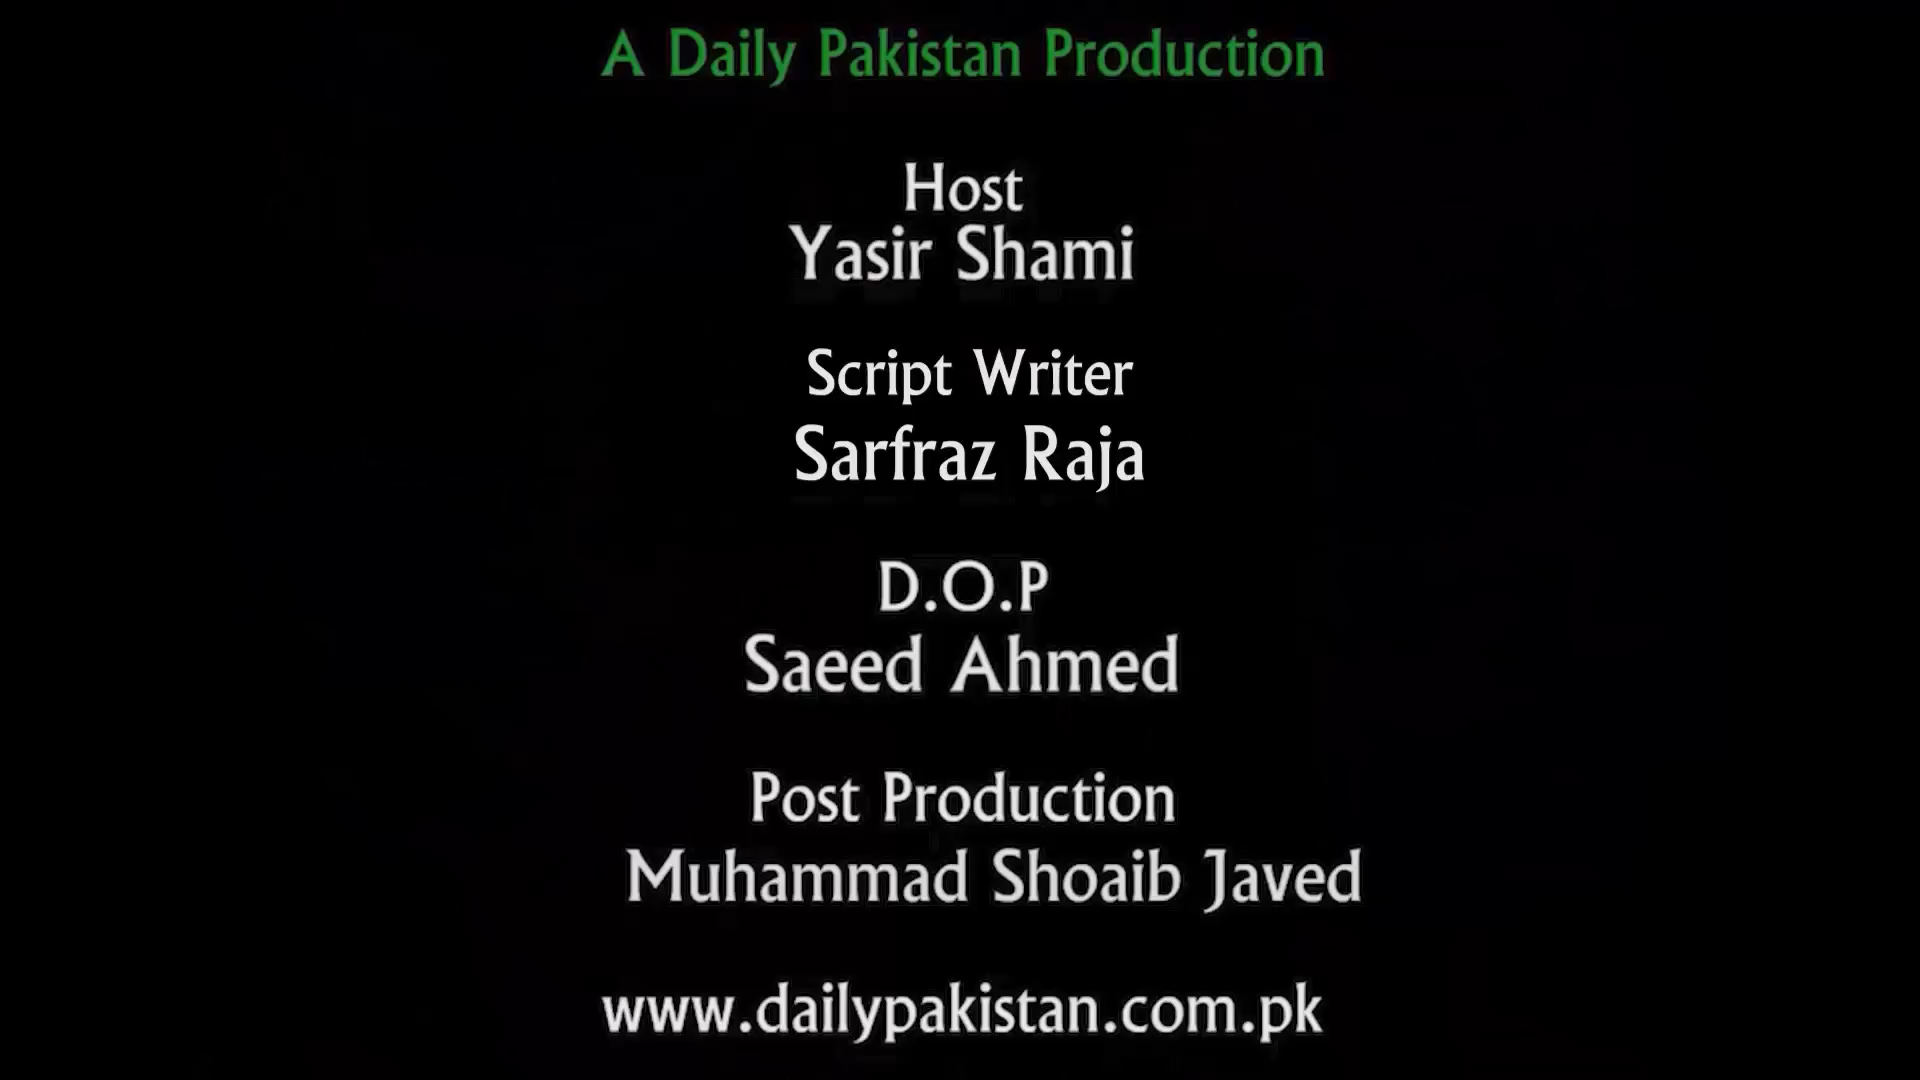 A Daily Pakistan Production
Host
Yasir Shami
Script Writer
Sarfraz Raja
D.O.P
Saeed Ahmed
Post Production
Muhammad Shoaib Javed
www.dailypakistan.com.pk